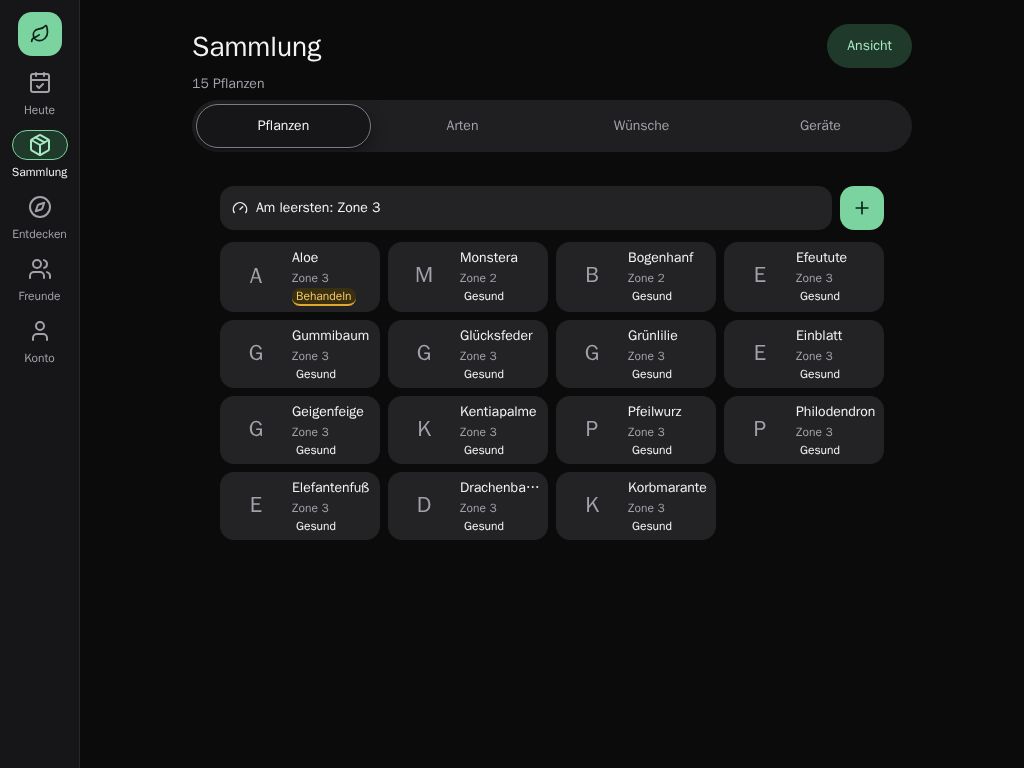 Sammlung
Ansicht
15 Pflanzen
Heute
Sammlung
Entdecken
Freunde
Konto
Pflanzen
Arten
Wünsche
Geräte
Am leersten: Zone 3
A
Aloe
Zone 3
Behandeln
M
Monstera
Zone 2
Gesund
B
Bogenhanf
Zone 2
Gesund
E
Efeutute
Zone 3
Gesund
G
Gummibaum
Zone 3
Gesund
G
Glücksfeder
Zone 3
Gesund
G
Grünlilie
Zone 3
Gesund
E
Einblatt
Zone 3
Gesund
G
Geigenfeige
Zone 3
Gesund
K
Kentiapalme
Zone 3
Gesund
P
Pfeilwurz
Zone 3
Gesund
P
Philodendron
Zone 3
Gesund
E
Elefantenfuß
Zone 3
Gesund
D
Drachenba…
Zone 3
Gesund
K
Korbmarante
Zone 3
Gesund